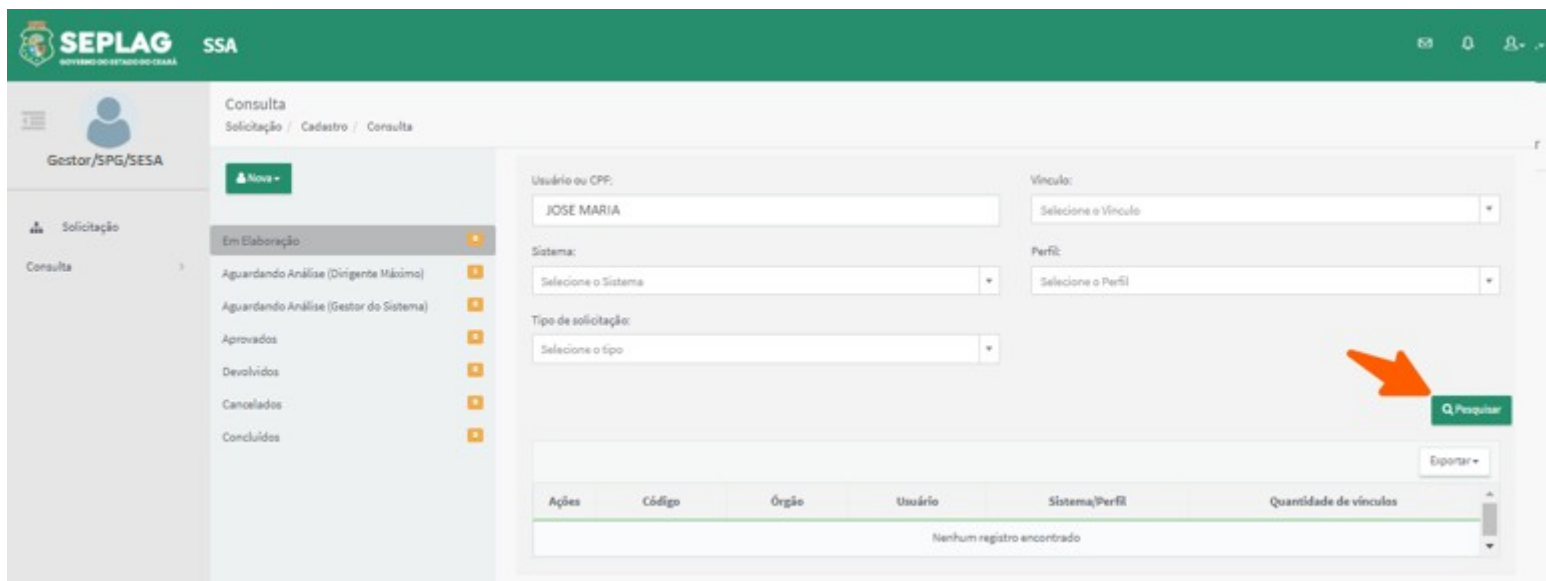 SEPLAG SSA
GOVERNO DO ESTADO DO CEARÁ
Gestor/SPG/SESA
Solicitação
Consulta
Consulta
Solicitação / Cadastro / Consulta
Nova
Em Elaboração
Aguardando Análise (Dirigente Máximo)
Aguardando Análise (Gestor do Sistema)
Aprovados
Devolvidos
Cancelados
Concluídos
Usuário ou CPF: Vínculo:
JOSE MARIA Selecione o Vínculo
Sistema: Perfil:
Selecione o Sistema Selecione o Perfil
Tipo de solicitação:
Selecione o tipo
Pesquisar
Exportar
Ações Código Órgão Usuário Sistema/Perfil Quantidade de vínculos
Nenhum registro encontrado